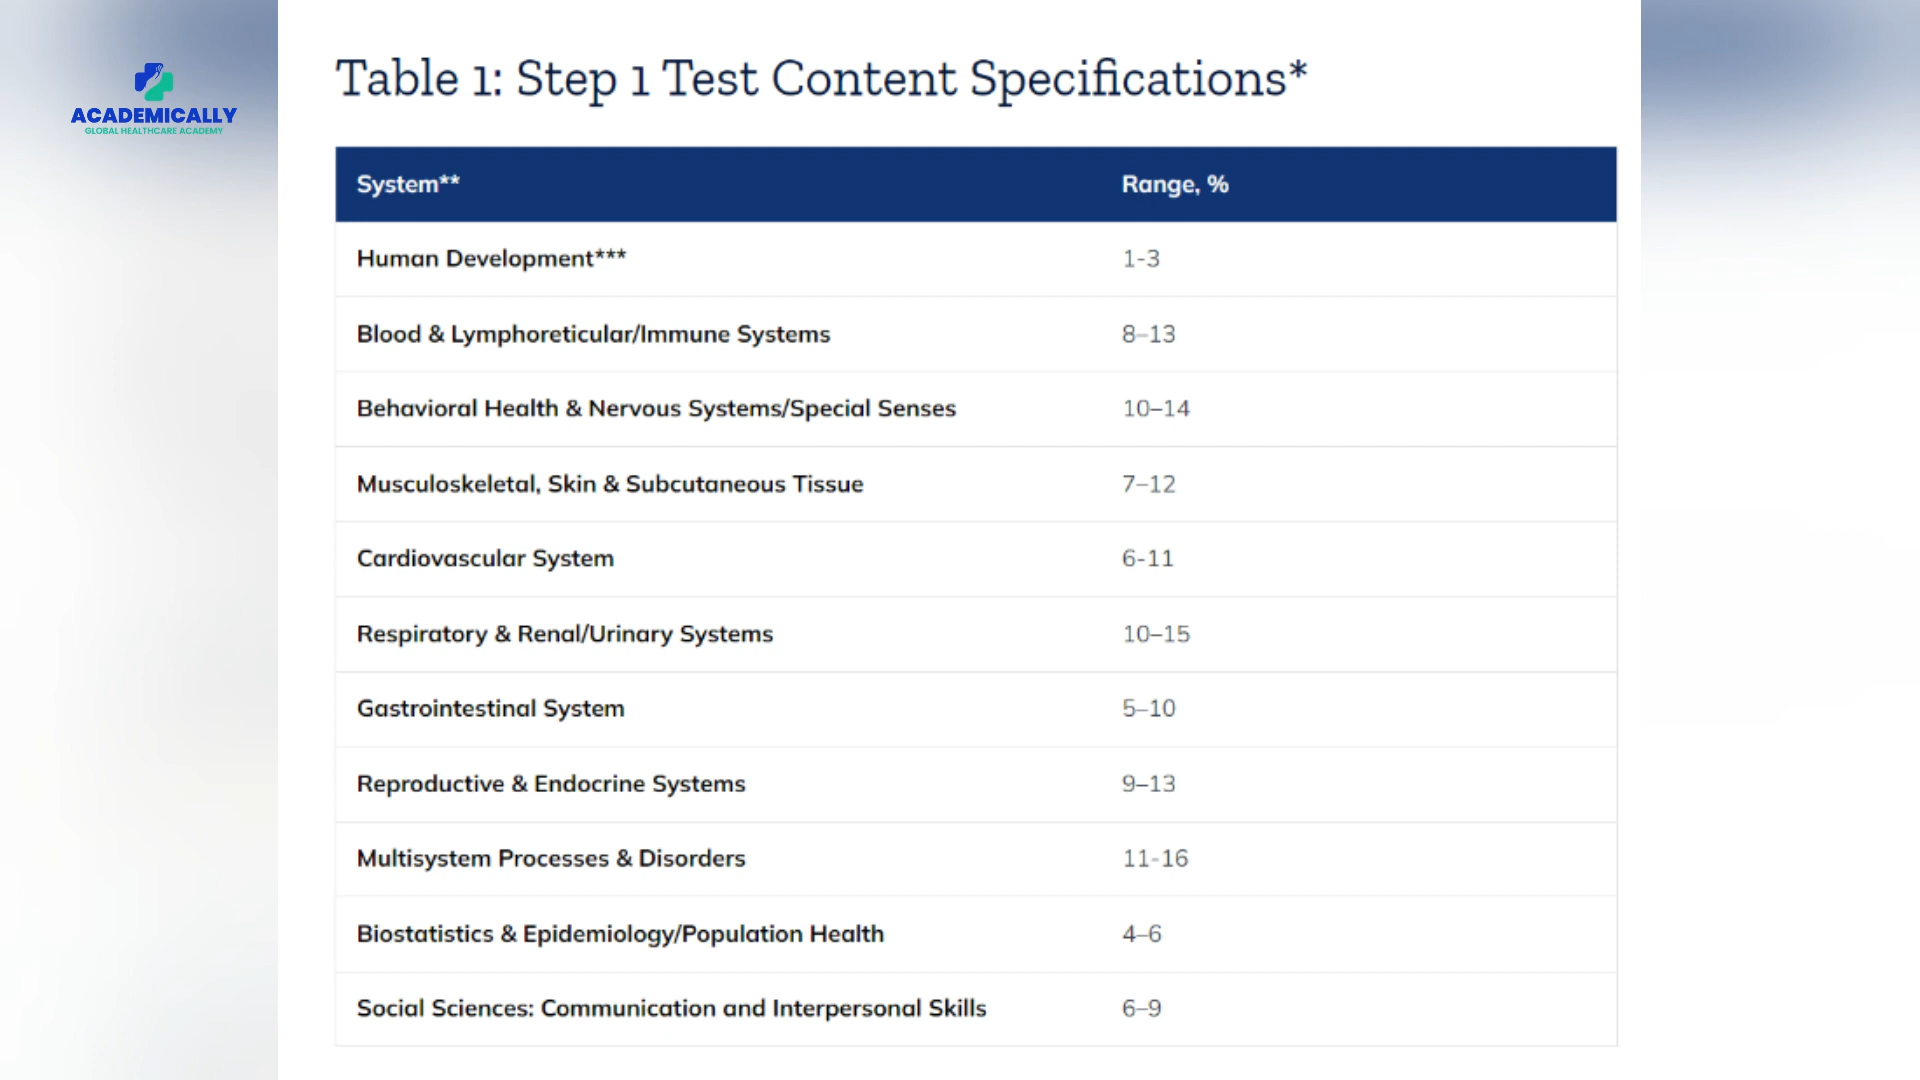 ACADEMICALLY
GLOBAL HEALTHCARE ACADEMY
Table 1: Step 1 Test Content Specifications*
System** Range, %
Human Development*** 1-3
Blood & Lymphoreticular/Immune Systems 8–13
Behavioral Health & Nervous Systems/Special Senses 10–14
Musculoskeletal, Skin & Subcutaneous Tissue 7–12
Cardiovascular System 6-11
Respiratory & Renal/Urinary Systems 10–15
Gastrointestinal System 5–10
Reproductive & Endocrine Systems 9–13
Multisystem Processes & Disorders 11-16
Biostatistics & Epidemiology/Population Health 4–6
Social Sciences: Communication and Interpersonal Skills 6–9